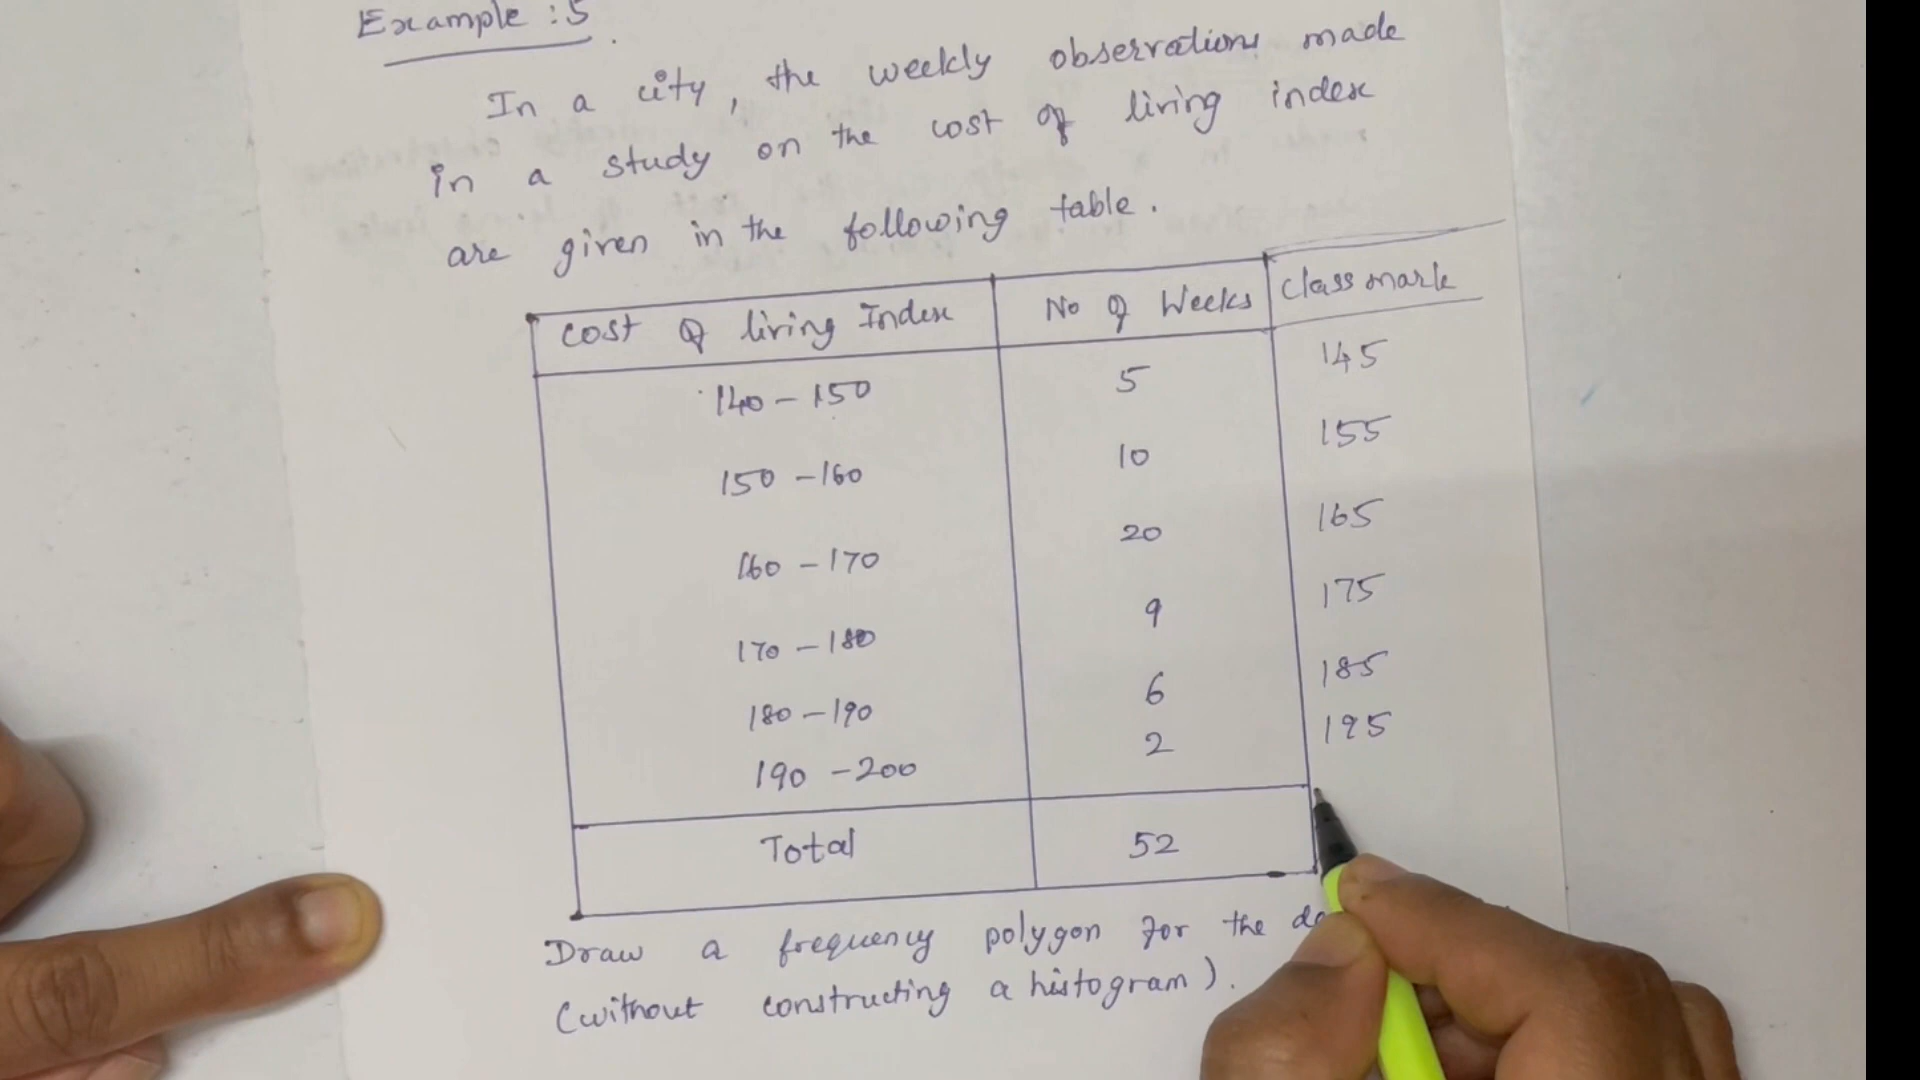 Example : 5
In a city, the weekly observations made
in a study on the cost of living index
are given in the following table.
Cost of living Index No of Weeks Class mark
140 - 150 5 145
150 - 160 10 155
160 - 170 20 165
170 - 180 9 175
180 - 190 6 185
190 - 200 2 195
Total 52
Draw a frequency polygon for the
(without constructing a histogram).